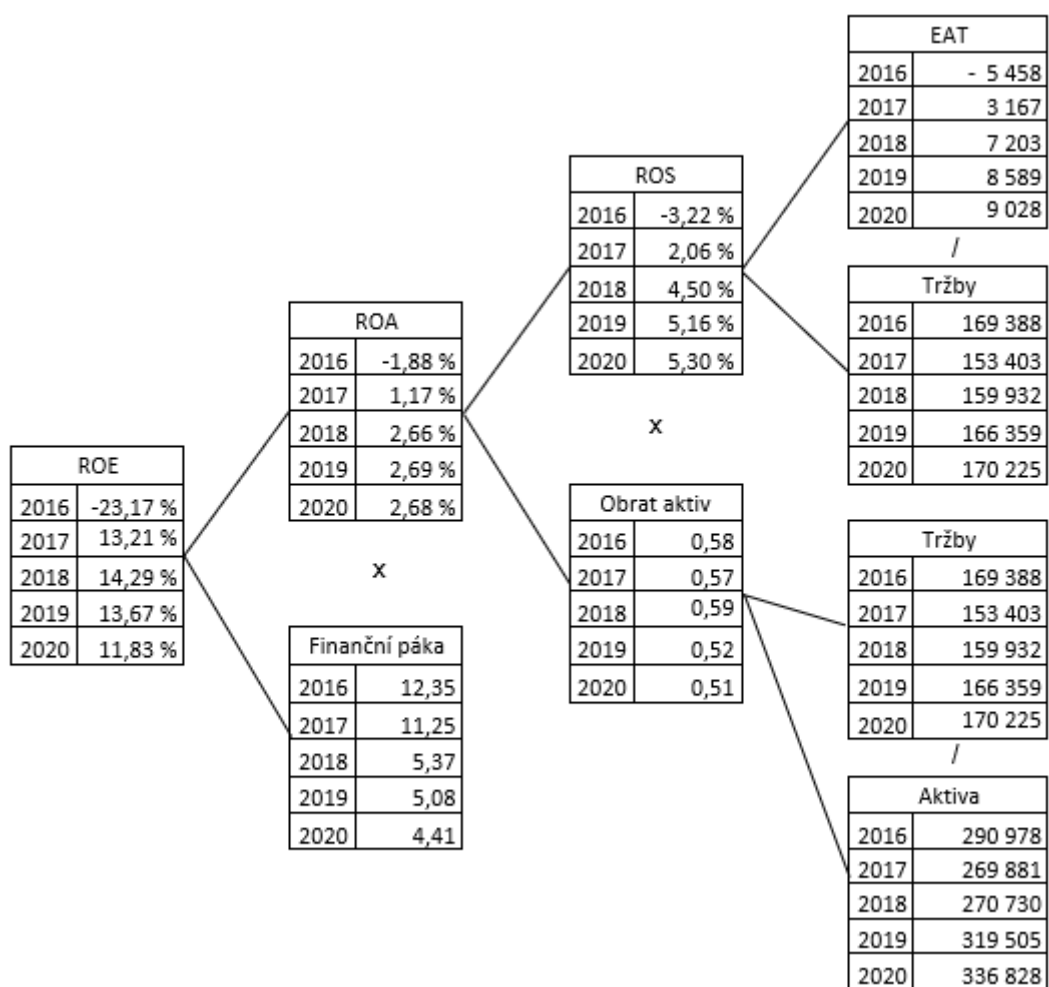 EAT
2016 - 5 458
2017 3 167
2018 7 203
2019 8 589
2020 9 028
/
Tržby
2016 169 388
2017 153 403
2018 159 932
2019 166 359
2020 170 225
ROS
2016 -3,22 %
2017 2,06 %
2018 4,50 %
2019 5,16 %
2020 5,30 %
x
Obrat aktiv
2016 0,58
2017 0,57
2018 0,59
2019 0,52
2020 0,51
ROA
2016 -1,88 %
2017 1,17 %
2018 2,66 %
2019 2,69 %
2020 2,68 %
x
Finanční páka
2016 12,35
2017 11,25
2018 5,37
2019 5,08
2020 4,41
ROE
2016 -23,17 %
2017 13,21 %
2018 14,29 %
2019 13,67 %
2020 11,83 %
Tržby
2016 169 388
2017 153 403
2018 159 932
2019 166 359
2020 170 225
/
Aktiva
2016 290 978
2017 269 881
2018 270 730
2019 319 505
2020 336 828